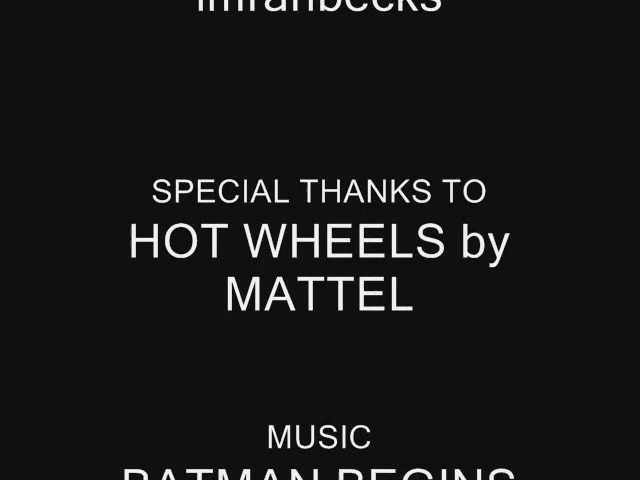 imranbecks
SPECIAL THANKS TO
HOT WHEELS by
MATTEL
MUSIC
BATMAN BEGINS